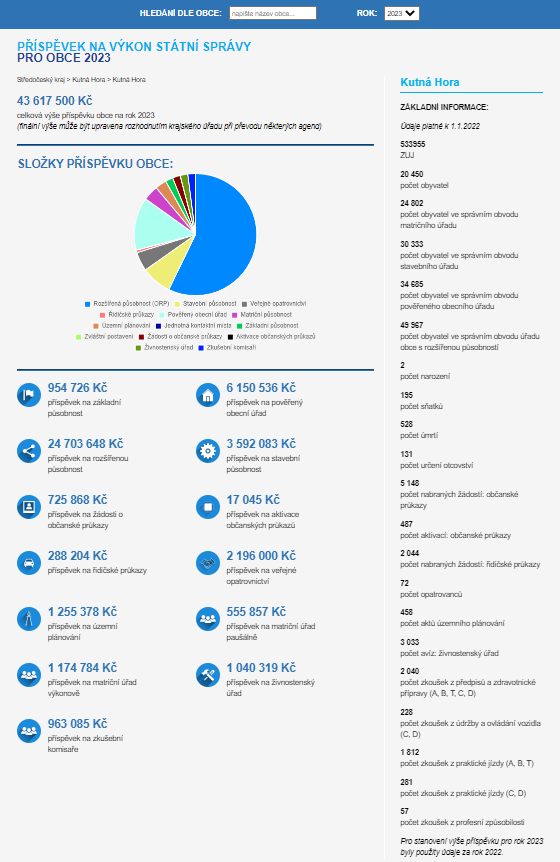 HLEDÁNÍ DLE OBCE:
napište název obce...
ROK:
2023
PŘÍSPĚVEK NA VÝKON STÁTNÍ SPRÁVY
PRO OBCE 2023
Středočeský kraj > Kutná Hora > Kutná Hora
43 617 500 Kč
celková výše příspěvku obce na rok 2023
(finální výše může být upravena rozhodnutím krajského úřadu při převodu některých agend)
SLOŽKY PŘÍSPĚVKU OBCE:
Rozšířená působnost (ORP) Stavební působnost Veřejné opatrovnictví
Řidičské průkazy Pověřený obecní úřad Matriční působnost
Územní plánování Jednotná kontaktní místa Základní působnost
Zvláštní postavení Žádosti o občanské průkazy Aktivace občanských průkazů
Živnostenský úřad Zkušební komisaři
954 726 Kč
příspěvek na základní
působnost
6 150 536 Kč
příspěvek na pověřený
obecní úřad
24 703 648 Kč
příspěvek na rozšířenou
působnost
3 592 083 Kč
příspěvek na stavební
působnost
725 868 Kč
příspěvek na žádosti o
občanské průkazy
17 045 Kč
příspěvek na aktivace
občanských průkazů
288 204 Kč
příspěvek na řidičské průkazy
2 196 000 Kč
příspěvek na veřejné
opatrovnictví
1 255 378 Kč
příspěvek na územní
plánování
555 857 Kč
příspěvek na matriční úřad
paušálně
1 174 784 Kč
příspěvek na matriční úřad
výkonově
1 040 319 Kč
příspěvek na živnostenský
úřad
963 085 Kč
příspěvek na zkušební
komisaře
Kutná Hora
ZÁKLADNÍ INFORMACE:
Údaje platné k 1.1.2022
533955
ZUJ
20 450
počet obyvatel
24 802
počet obyvatel ve správním obvodu
matričního úřadu
30 333
počet obyvatel ve správním obvodu
stavebního úřadu
34 685
počet obyvatel ve správním obvodu
pověřeného obecního úřadu
49 967
počet obyvatel ve správním obvodu úřadu
obce s rozšířenou působností
2
počet narození
195
počet sňatků
528
počet úmrtí
131
počet určení otcovství
5 148
počet nabraných žádostí: občanské
průkazy
487
počet aktivací: občanské průkazy
2 044
počet nabraných žádostí: řidičské průkazy
72
počet opatrovanců
458
počet aktů územního plánování
3 033
počet avíz: živnostenský úřad
2 040
počet zkoušek z předpisů a zdravotnické
přípravy (A, B, T, C, D)
228
počet zkoušek z údržby a ovládání vozidla
(C, D)
1 812
počet zkoušek z praktické jízdy (A, B, T)
281
počet zkoušek z praktické jízdy (C, D)
57
počet zkoušek z profesní způsobilosti
Pro stanovení výše příspěvku pro rok 2023
byly použity údaje za rok 2022.